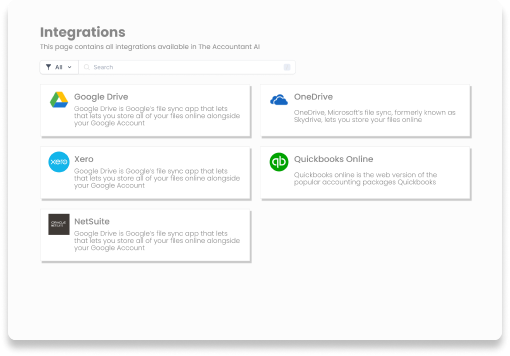 Integrations
This page contains all integrations available in The Accountant AI
All
Search
Google Drive
Google Drive is Google's file sync app that lets
that lets you store all of your files online alongside
your Google Account
OneDrive
OneDrive, Microsoft's file sync, formerly known as
Skydrive, lets you store your files online
xero
Xero
Google Drive is Google's file sync app that lets
that lets you store all of your files online alongside
your Google Account
qb
Quickbooks Online
Quickbooks online is the web version of the
popular accounting packages Quickbooks
ORACLE
NETSUITE
NetSuite
Google Drive is Google's file sync app that lets
that lets you store all of your files online alongside
your Google Account